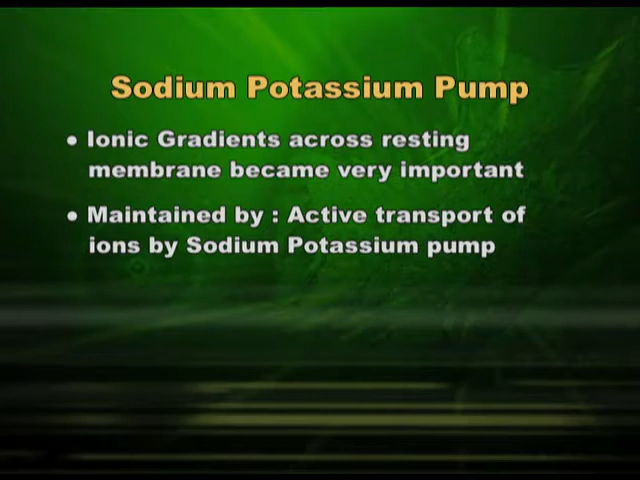 Sodium Potassium Pump
• Ionic Gradients across resting
membrane became very important
• Maintained by : Active transport of
ions by Sodium Potassium pump